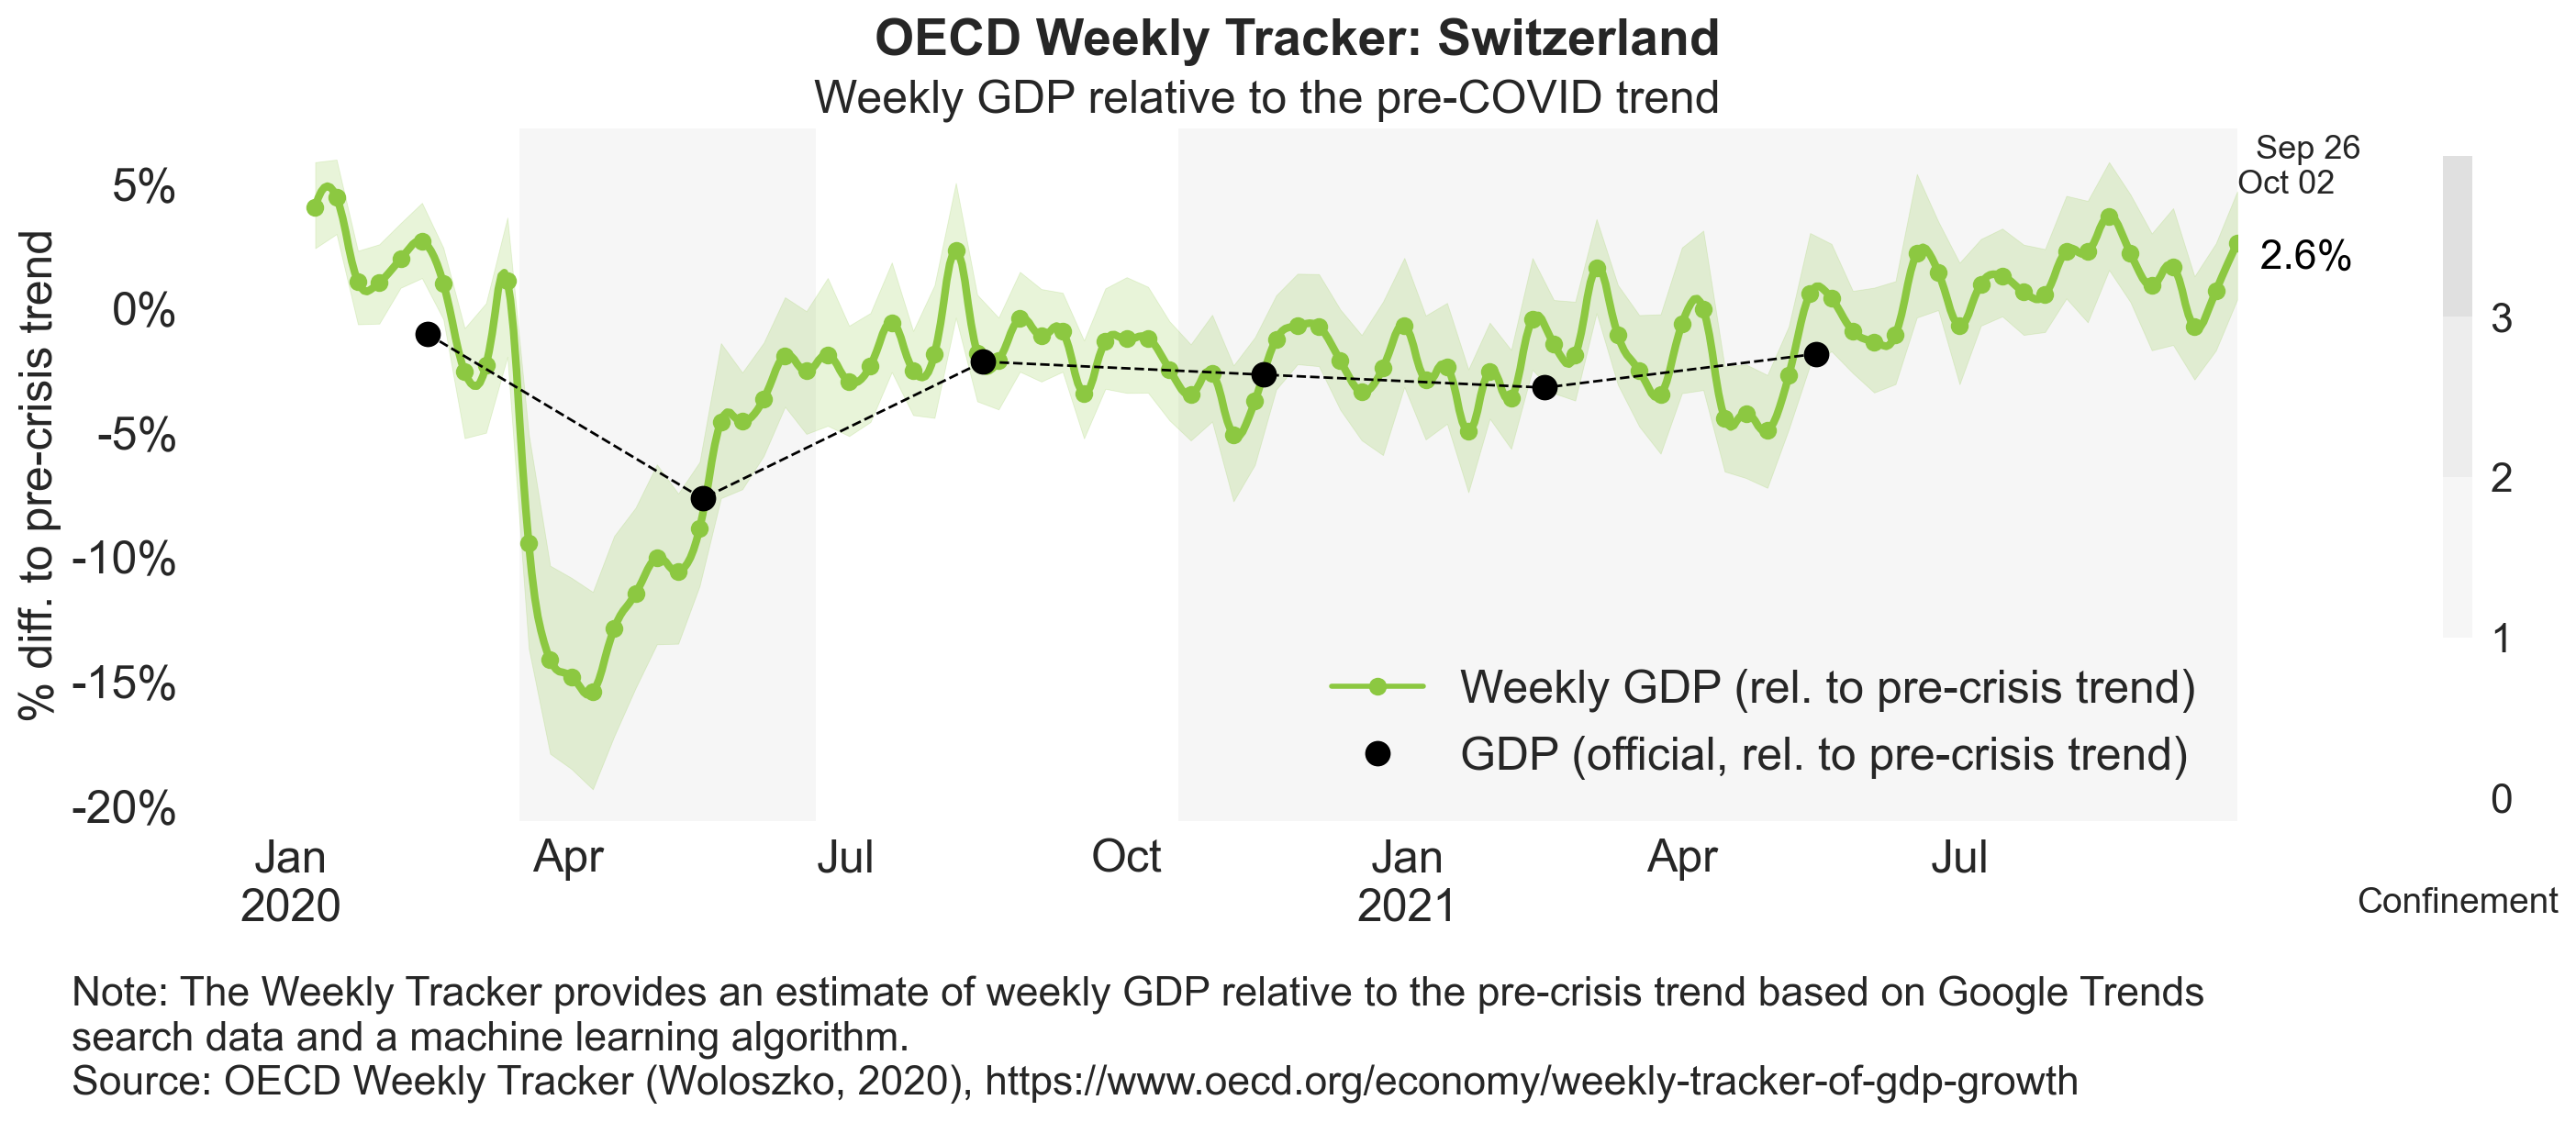 OECD Weekly Tracker: Switzerland
Weekly GDP relative to the pre-COVID trend
% diff. to pre-crisis trend
5%
0%
-5%
-10%
-15%
-20%
Sep 26
Oct 02
2.6%
3
2
1
0
Confinement
Weekly GDP (rel. to pre-crisis trend)
GDP (official, rel. to pre-crisis trend)
Jan
2020
Apr
Jul
Oct
Jan
2021
Apr
Jul
Note: The Weekly Tracker provides an estimate of weekly GDP relative to the pre-crisis trend based on Google Trends
search data and a machine learning algorithm.
Source: OECD Weekly Tracker (Woloszko, 2020), https://www.oecd.org/economy/weekly-tracker-of-gdp-growth